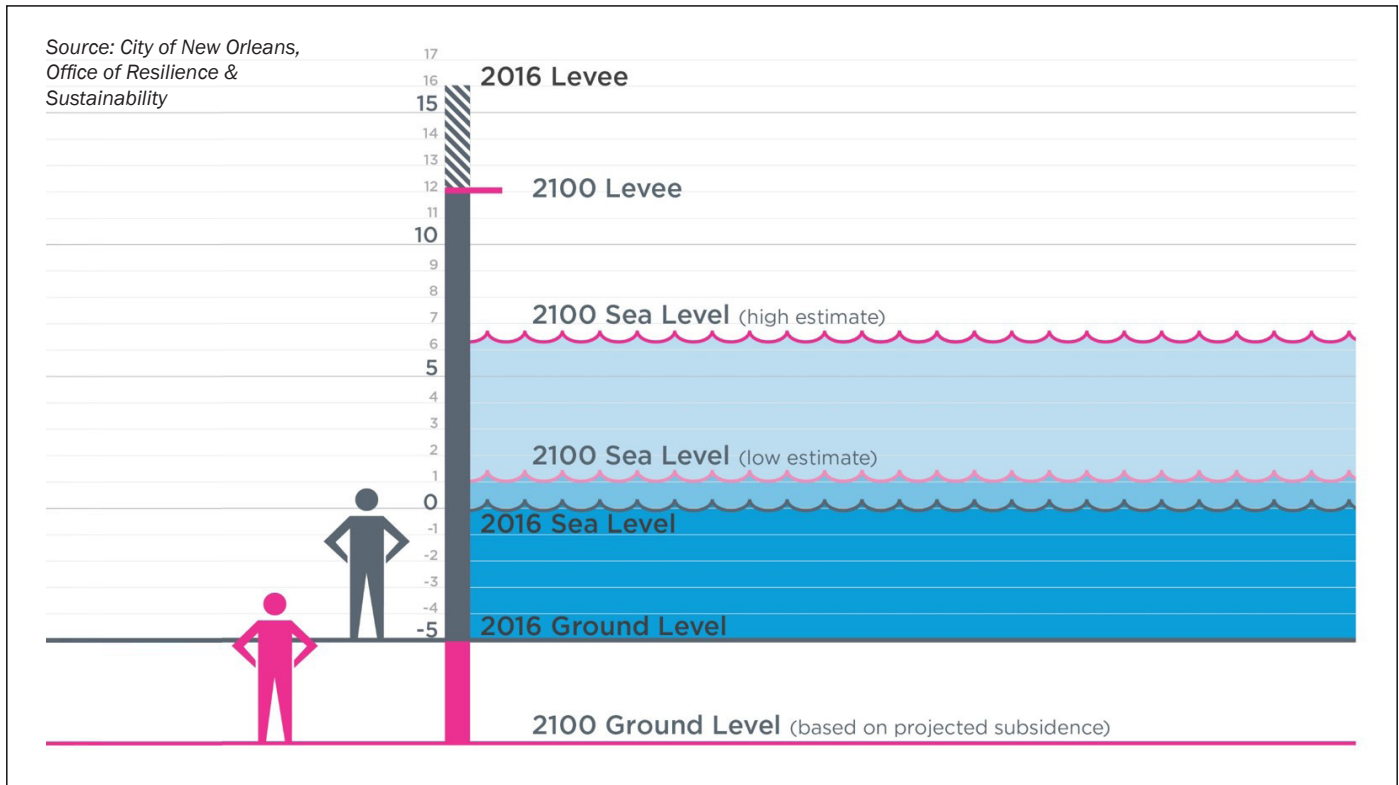 Source: City of New Orleans,
Office of Resilience &
Sustainability
17
16
2016 Levee
15
14
13
12
2100 Levee
11
10
9
8
7
2100 Sea Level (high estimate)
6
5
4
3
2
2100 Sea Level (low estimate)
1
0
2016 Sea Level
-1
-2
-3
-4
-5
2016 Ground Level
2100 Ground Level (based on projected subsidence)